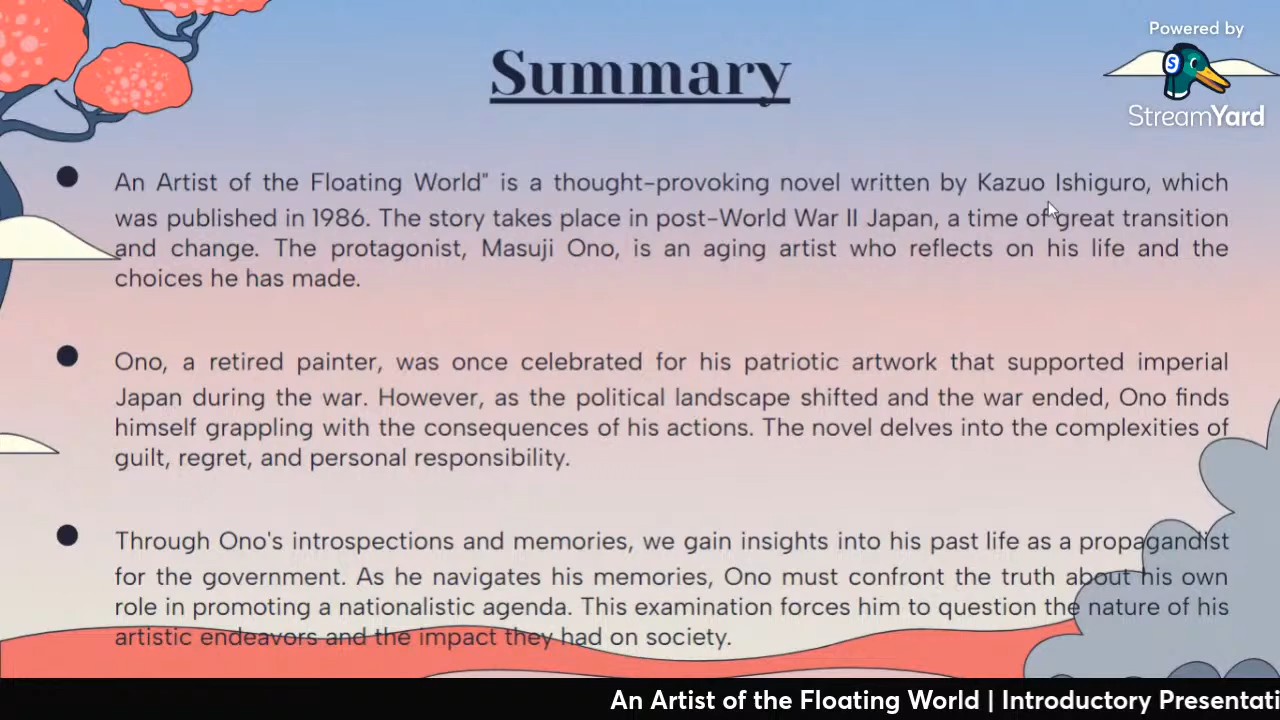 Powered by
StreamYard
Summary
An Artist of the Floating World" is a thought-provoking novel written by Kazuo Ishiguro, which
was published in 1986. The story takes place in post-World War II Japan, a time of great transition
and change. The protagonist, Masuji Ono, is an aging artist who reflects on his life and the
choices he has made.
Ono, a retired painter, was once celebrated for his patriotic artwork that supported imperial
Japan during the war. However, as the political landscape shifted and the war ended, Ono finds
himself grappling with the consequences of his actions. The novel delves into the complexities of
guilt, regret, and personal responsibility.
Through Ono's introspections and memories, we gain insights into his past life as a propagandist
for the government. As he navigates his memories, Ono must confront the truth about his own
role in promoting a nationalistic agenda. This examination forces him to question the nature of his
artistic endeavors and the impact they had on society.
An Artist of the Floating World | Introductory Presentati